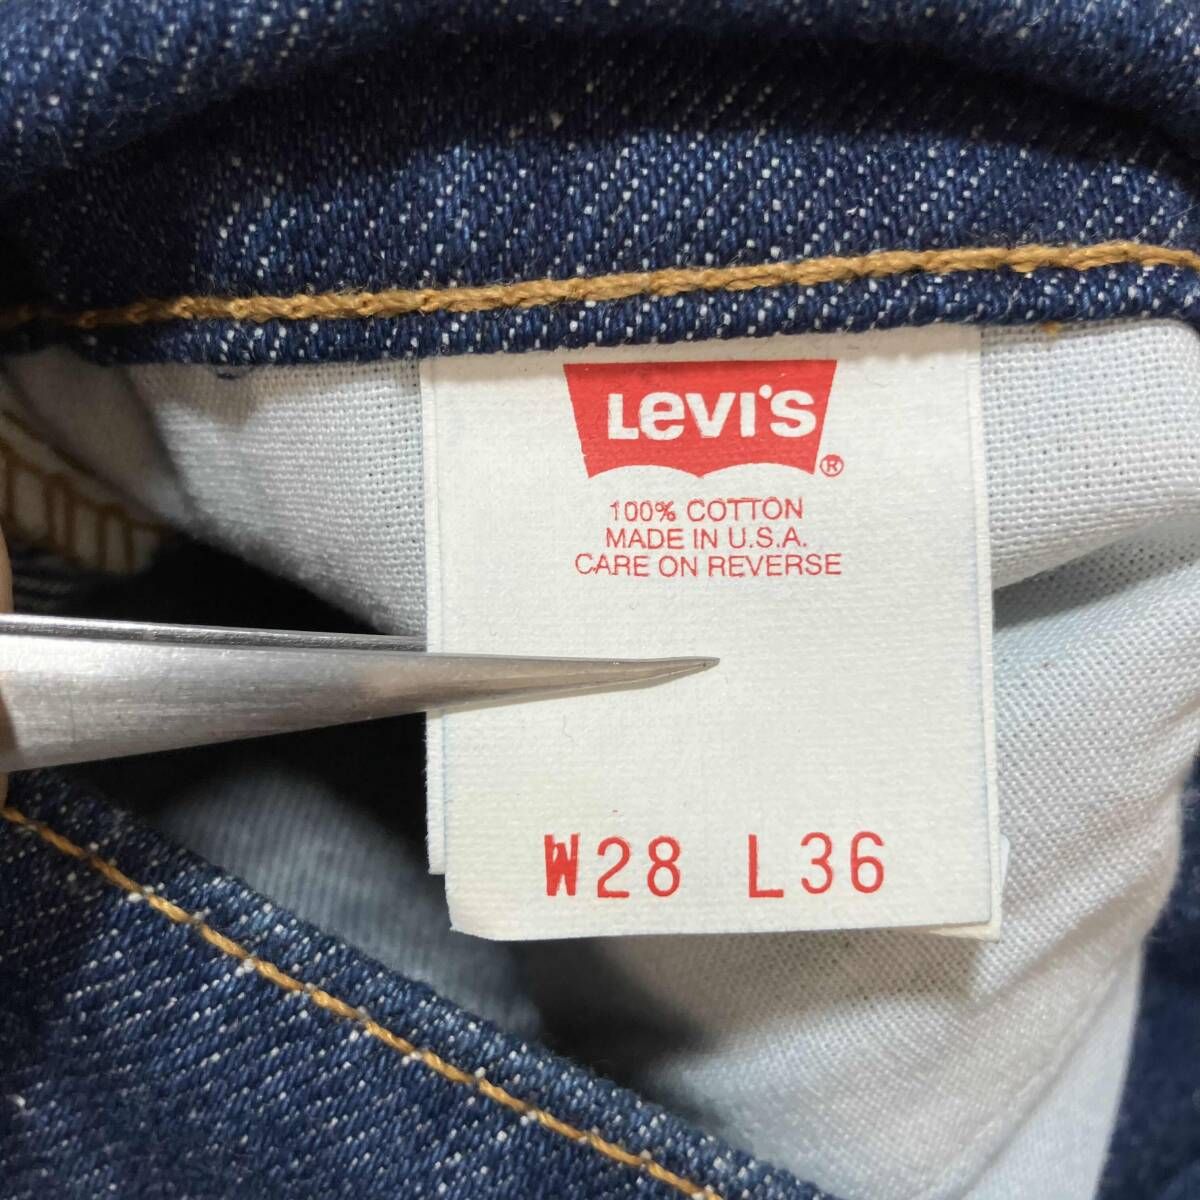 Levi's®
100% COTTON
MADE IN U.S.A.
CARE ON REVERSE
W28 L36